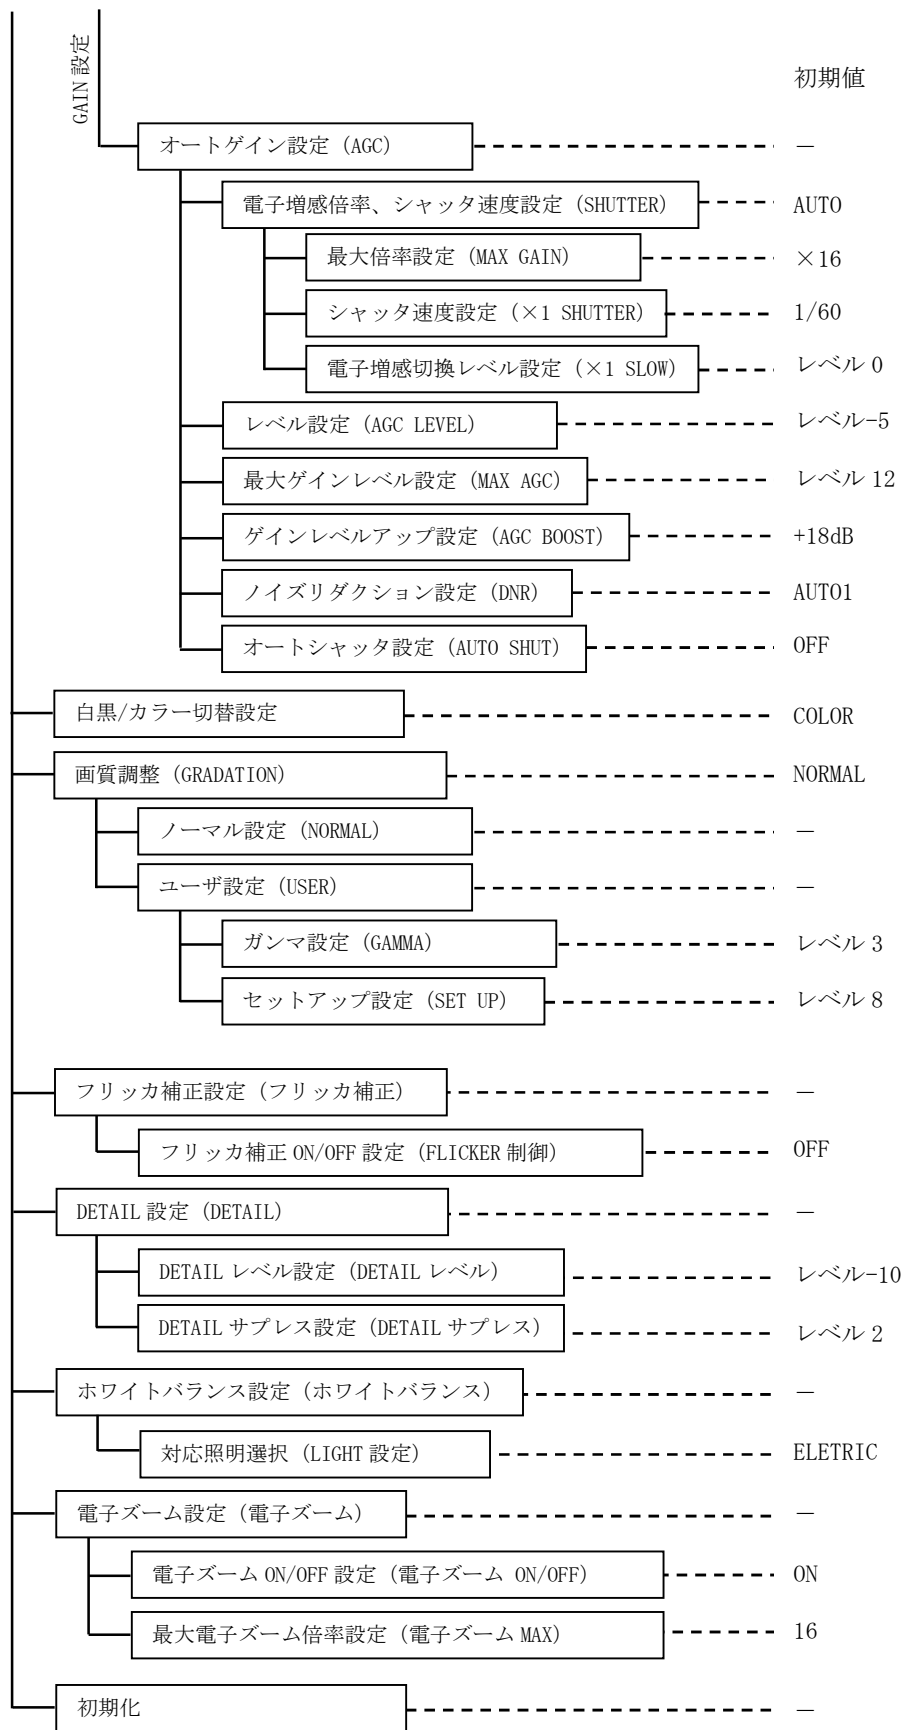 GAIN 設定
初期値
オートゲイン設定（AGC） －
電子増感倍率、シャッタ速度設定（SHUTTER） AUTO
最大倍率設定（MAX GAIN） ×16
シャッタ速度設定（×1 SHUTTER） 1/60
電子増感切換レベル設定（×1 SLOW） レベル 0
レベル設定（AGC LEVEL） レベル-5
最大ゲインレベル設定（MAX AGC） レベル 12
ゲインレベルアップ設定（AGC BOOST） +18dB
ノイズリダクション設定（DNR） AUTO1
オートシャッタ設定（AUTO SHUT） OFF
白黒/カラー切替設定 COLOR
画質調整（GRADATION） NORMAL
ノーマル設定（NORMAL） －
ユーザ設定（USER） －
ガンマ設定（GAMMA） レベル 3
セットアップ設定（SET UP） レベル 8
フリッカ補正設定（フリッカ補正） －
フリッカ補正 ON/OFF 設定（FLICKER 制御） OFF
DETAIL 設定（DETAIL） －
DETAIL レベル設定（DETAIL レベル） レベル-10
DETAIL サプレス設定（DETAIL サプレス） レベル 2
ホワイトバランス設定（ホワイトバランス） －
対応照明選択（LIGHT 設定） ELETRIC
電子ズーム設定（電子ズーム） －
電子ズーム ON/OFF 設定（電子ズーム ON/OFF） ON
最大電子ズーム倍率設定（電子ズーム MAX） 16
初期化 －